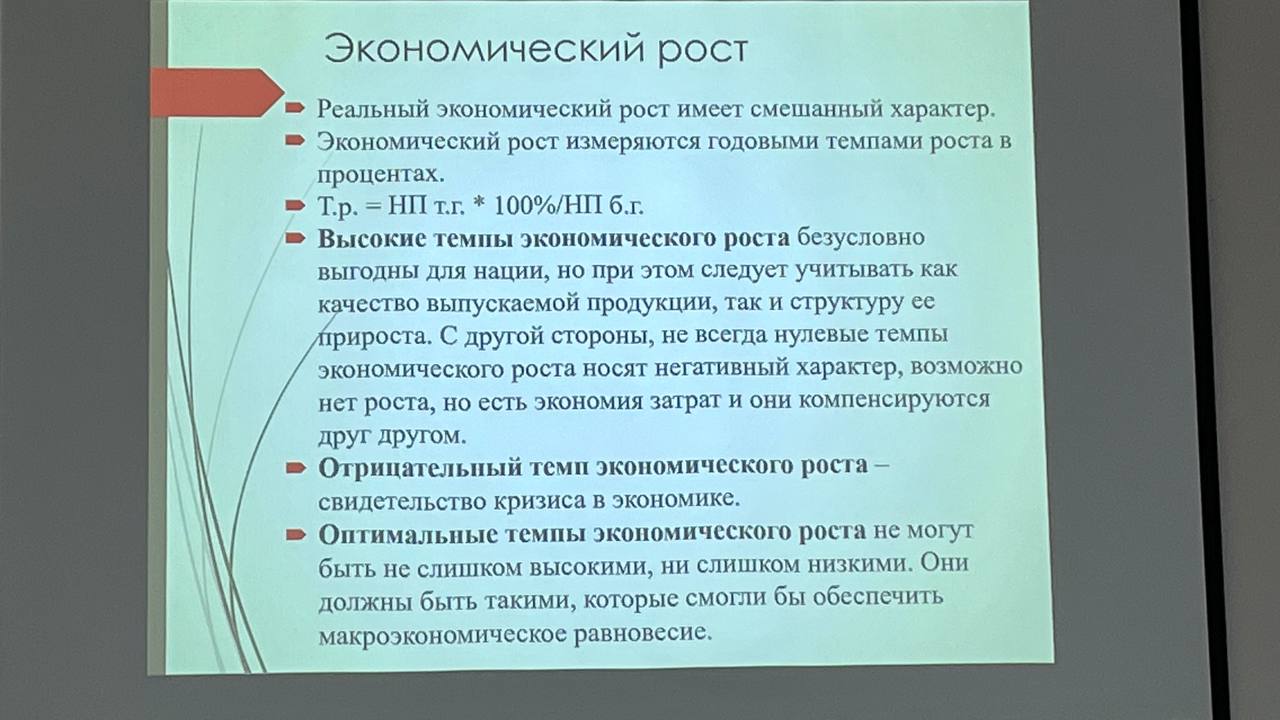 Экономический рост
Реальный экономический рост имеет смешанный характер.
Экономический рост измеряются годовыми темпами роста в
процентах.
Т.р. = НП т.г. * 100%/НП б.г.
Высокие темпы экономического роста безусловно
выгодны для нации, но при этом следует учитывать как
качество выпускаемой продукции, так и структуру ее
прироста. С другой стороны, не всегда нулевые темпы
экономического роста носят негативный характер, возможно
нет роста, но есть экономия затрат и они компенсируются
друг другом.
Отрицательный темп экономического роста –
свидетельство кризиса в экономике.
Оптимальные темпы экономического роста не могут
быть не слишком высокими, ни слишком низкими. Они
должны быть такими, которые смогли бы обеспечить
макроэкономическое равновесие.